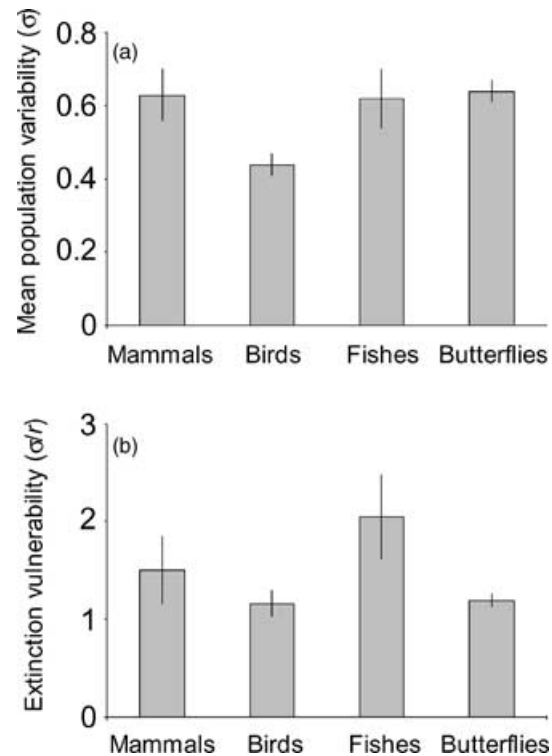 Mean population variability (σ)
(a)
0.8
0.6
0.4
0.2
0
Mammals Birds Fishes Butterflies
Extinction vulnerability (σ/r)
(b)
3
2
1
0
Mammals Birds Fishes Butterflies